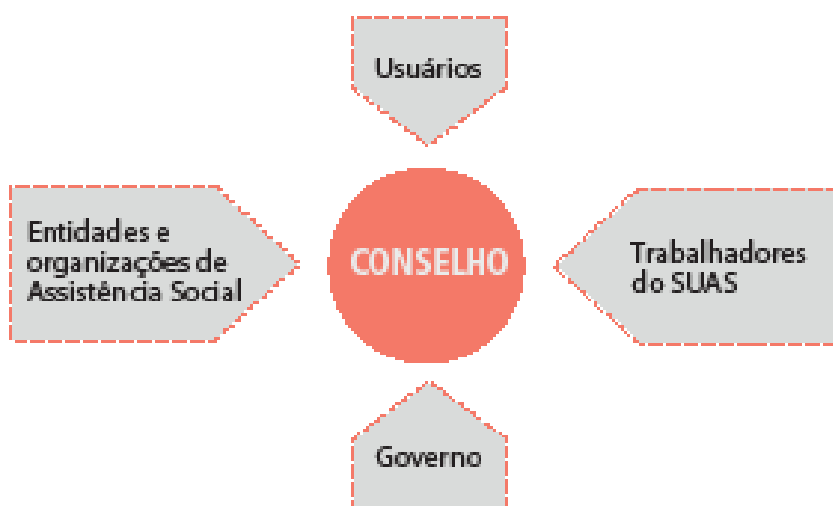 Usuários
Entidades e
organizações de
Assistência Social
CONSELHO
Trabalhadores
do SUAS
Governo